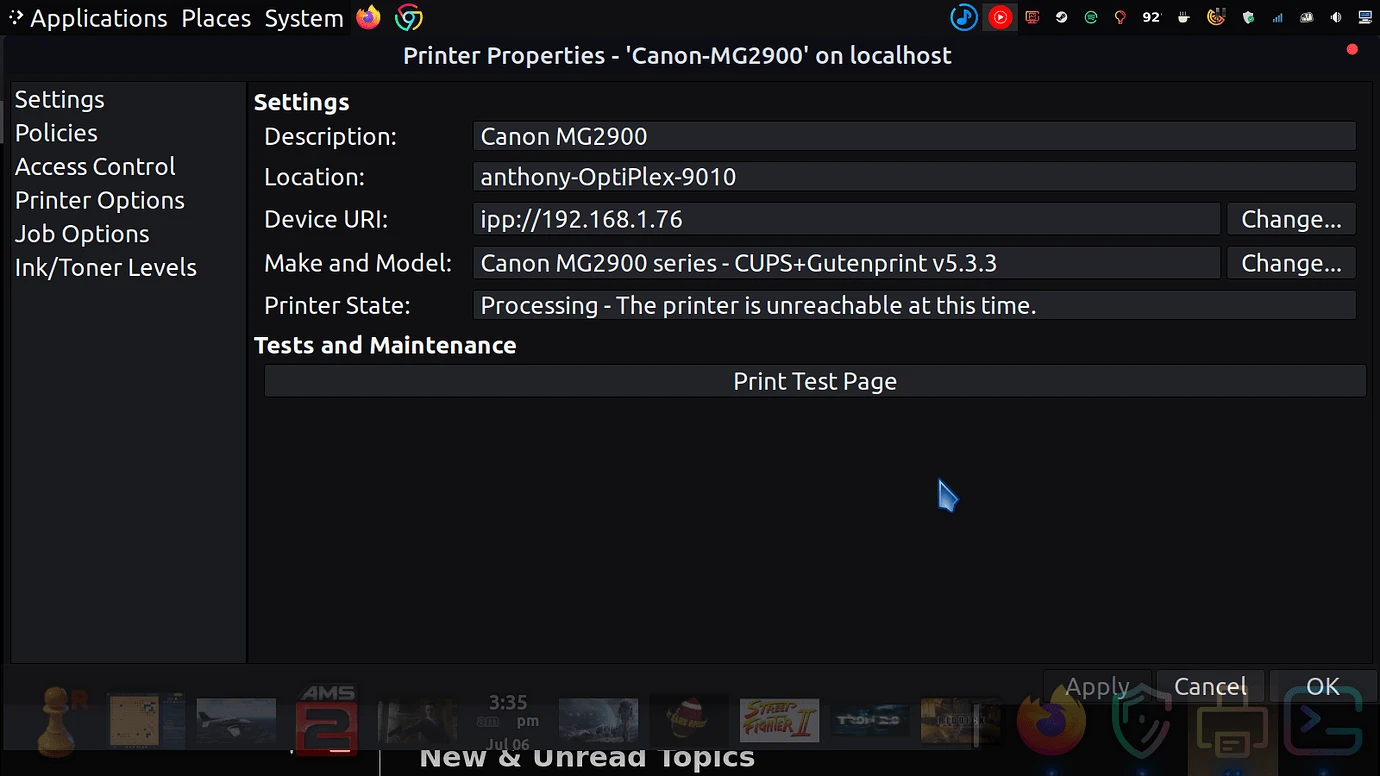 Applications Places System 92°
Printer Properties - 'Canon-MG2900' on localhost
Settings
Policies
Access Control
Printer Options
Job Options
Ink/Toner Levels
Settings
Description: Canon MG2900
Location: anthony-OptiPlex-9010
Device URI: ipp://192.168.1.76 Change...
Make and Model: Canon MG2900 series - CUPS+Gutenprint v5.3.3 Change...
Printer State: Processing - The printer is unreachable at this time.
Tests and Maintenance
Print Test Page
Apply Cancel OK
R
AMS
2
3:35
am pm
Jul 06
STREET
FIGHTER II
TRON 2.0
New & Unread Topics